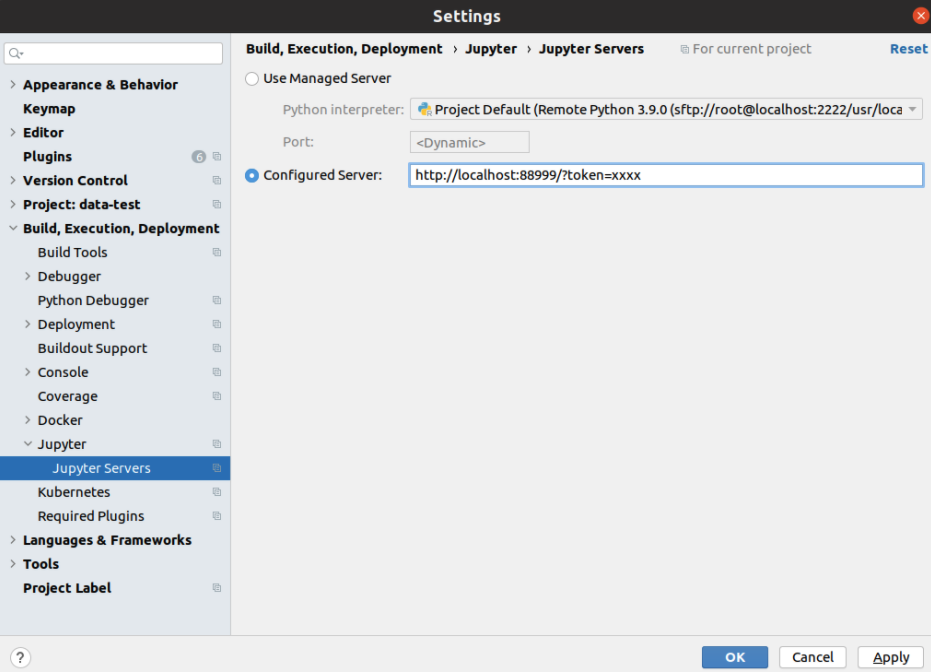 Settings
Build, Execution, Deployment › Jupyter › Jupyter Servers For current project Reset
Appearance & Behavior
Keymap
Editor
Plugins 6
Version Control
Project: data-test
Build, Execution, Deployment
Build Tools
Debugger
Python Debugger
Deployment
Buildout Support
Console
Coverage
Docker
Jupyter
Jupyter Servers
Kubernetes
Required Plugins
Languages & Frameworks
Tools
Project Label
Use Managed Server
Python interpreter: Project Default (Remote Python 3.9.0 (sftp://root@localhost:2222/usr/loca
Port: <Dynamic>
Configured Server: http://localhost:88999/?token=xxxx
? OK Cancel Apply